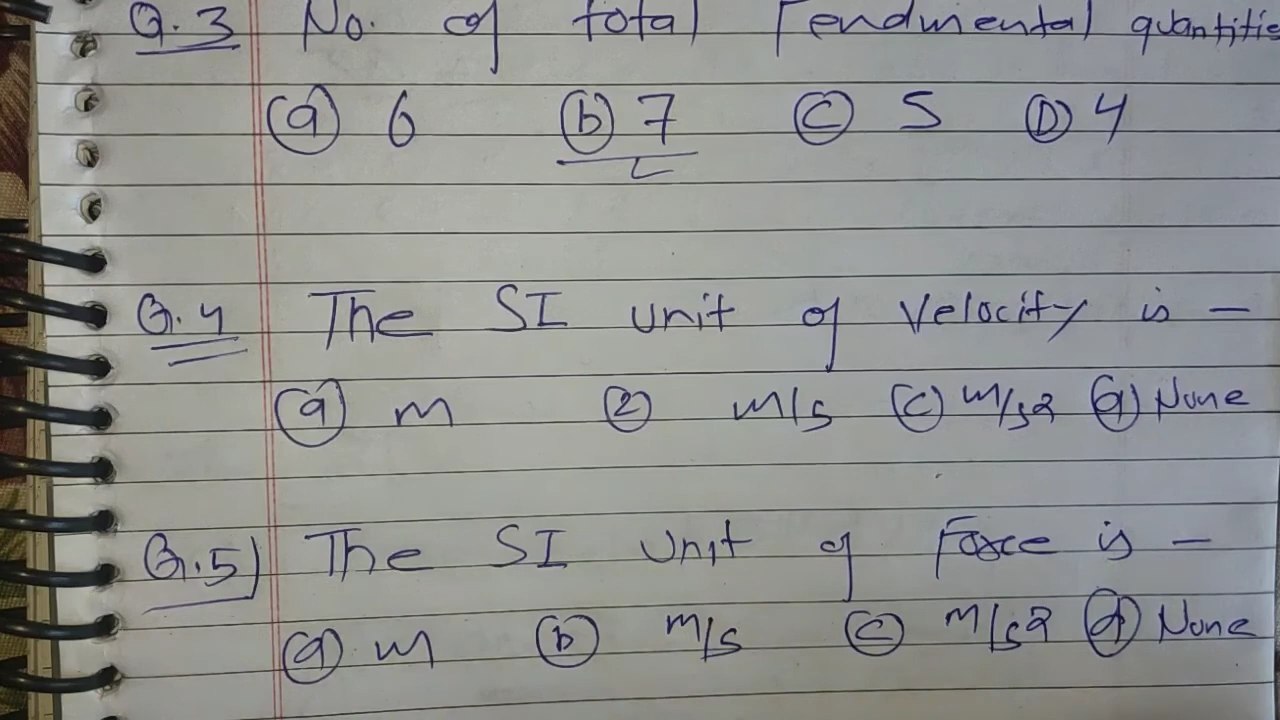 Q.3 No. of total Fendmental quantitie
(a) 6 (b) 7 (c) 5 (D) 4
Q.4 The SI unit of Velocity is -
(a) m (2) m/s (c) m/s2 (d) None
Q.5) The SI Unit of Force is -
(a) m (b) m/s (c) m/s2 (d) None